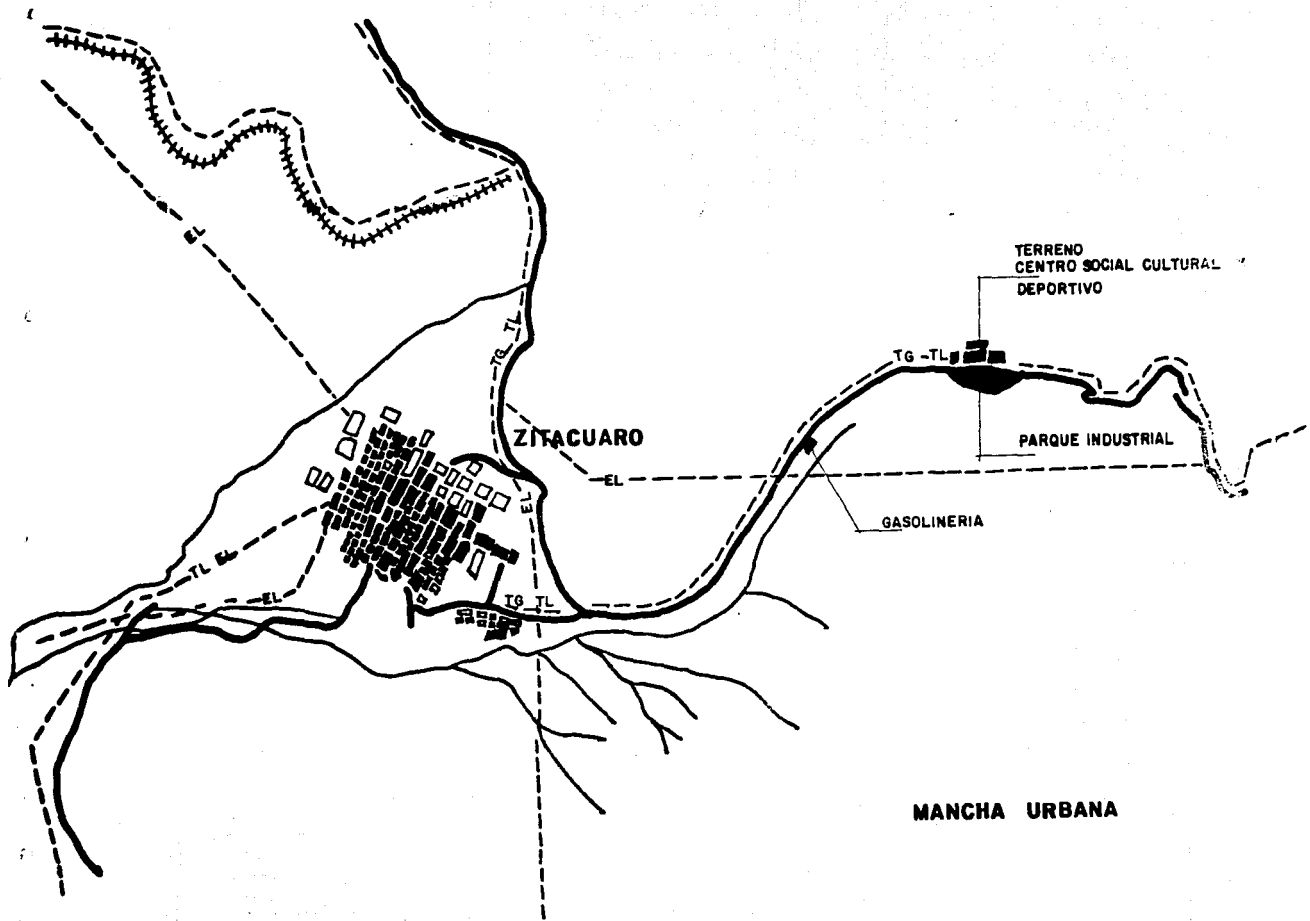 EL
TERRENO
CENTRO SOCIAL CULTURAL Y
DEPORTIVO
TG TL
TG-TL
ZITACUARO
PARQUE INDUSTRIAL
EL
EL
GASOLINERIA
TL EL
EL
TG TL
MANCHA URBANA